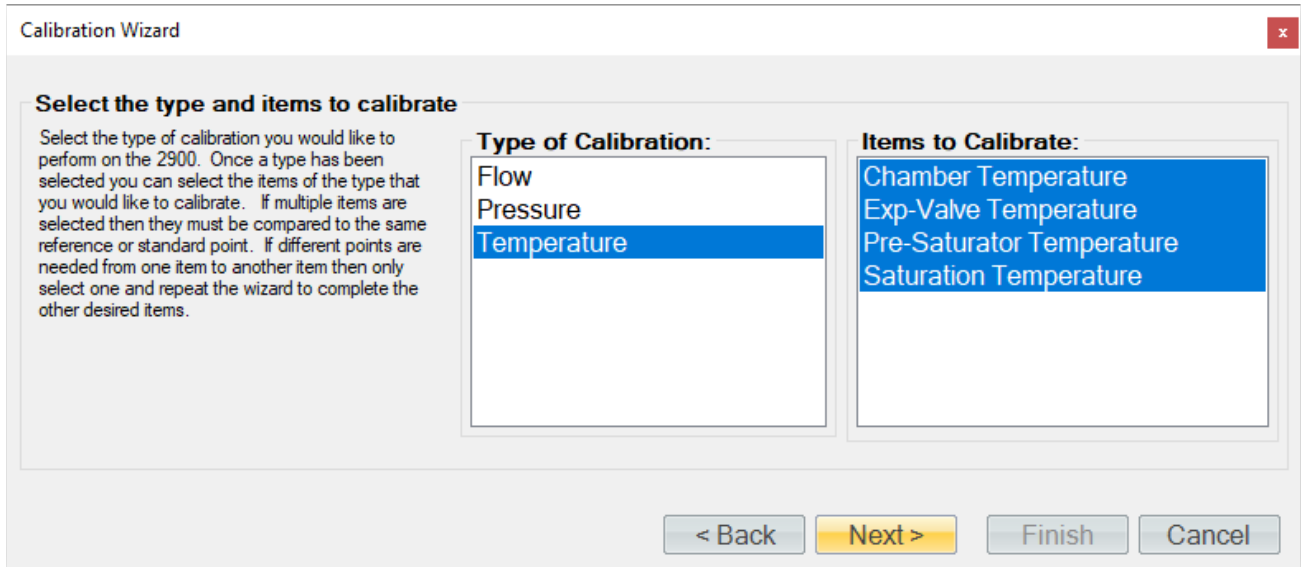 Calibration Wizard
x
Select the type and items to calibrate
Select the type of calibration you would like to
perform on the 2900. Once a type has been
selected you can select the items of the type that
you would like to calibrate. If multiple items are
selected then they must be compared to the same
reference or standard point. If different points are
needed from one item to another item then only
select one and repeat the wizard to complete the
other desired items.
Type of Calibration:
Flow
Pressure
Temperature
Items to Calibrate:
Chamber Temperature
Exp-Valve Temperature
Pre-Saturator Temperature
Saturation Temperature
< Back
Next >
Finish
Cancel